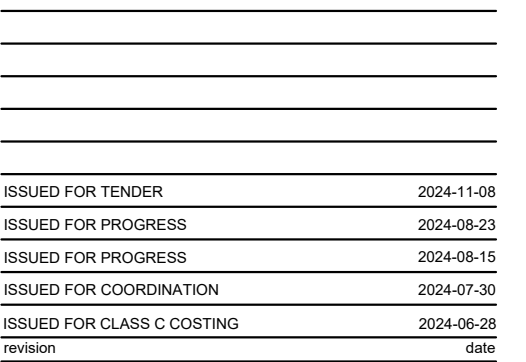 ISSUED FOR TENDER 2024-11-08
ISSUED FOR PROGRESS 2024-08-23
ISSUED FOR PROGRESS 2024-08-15
ISSUED FOR COORDINATION 2024-07-30
ISSUED FOR CLASS C COSTING 2024-06-28
revision date